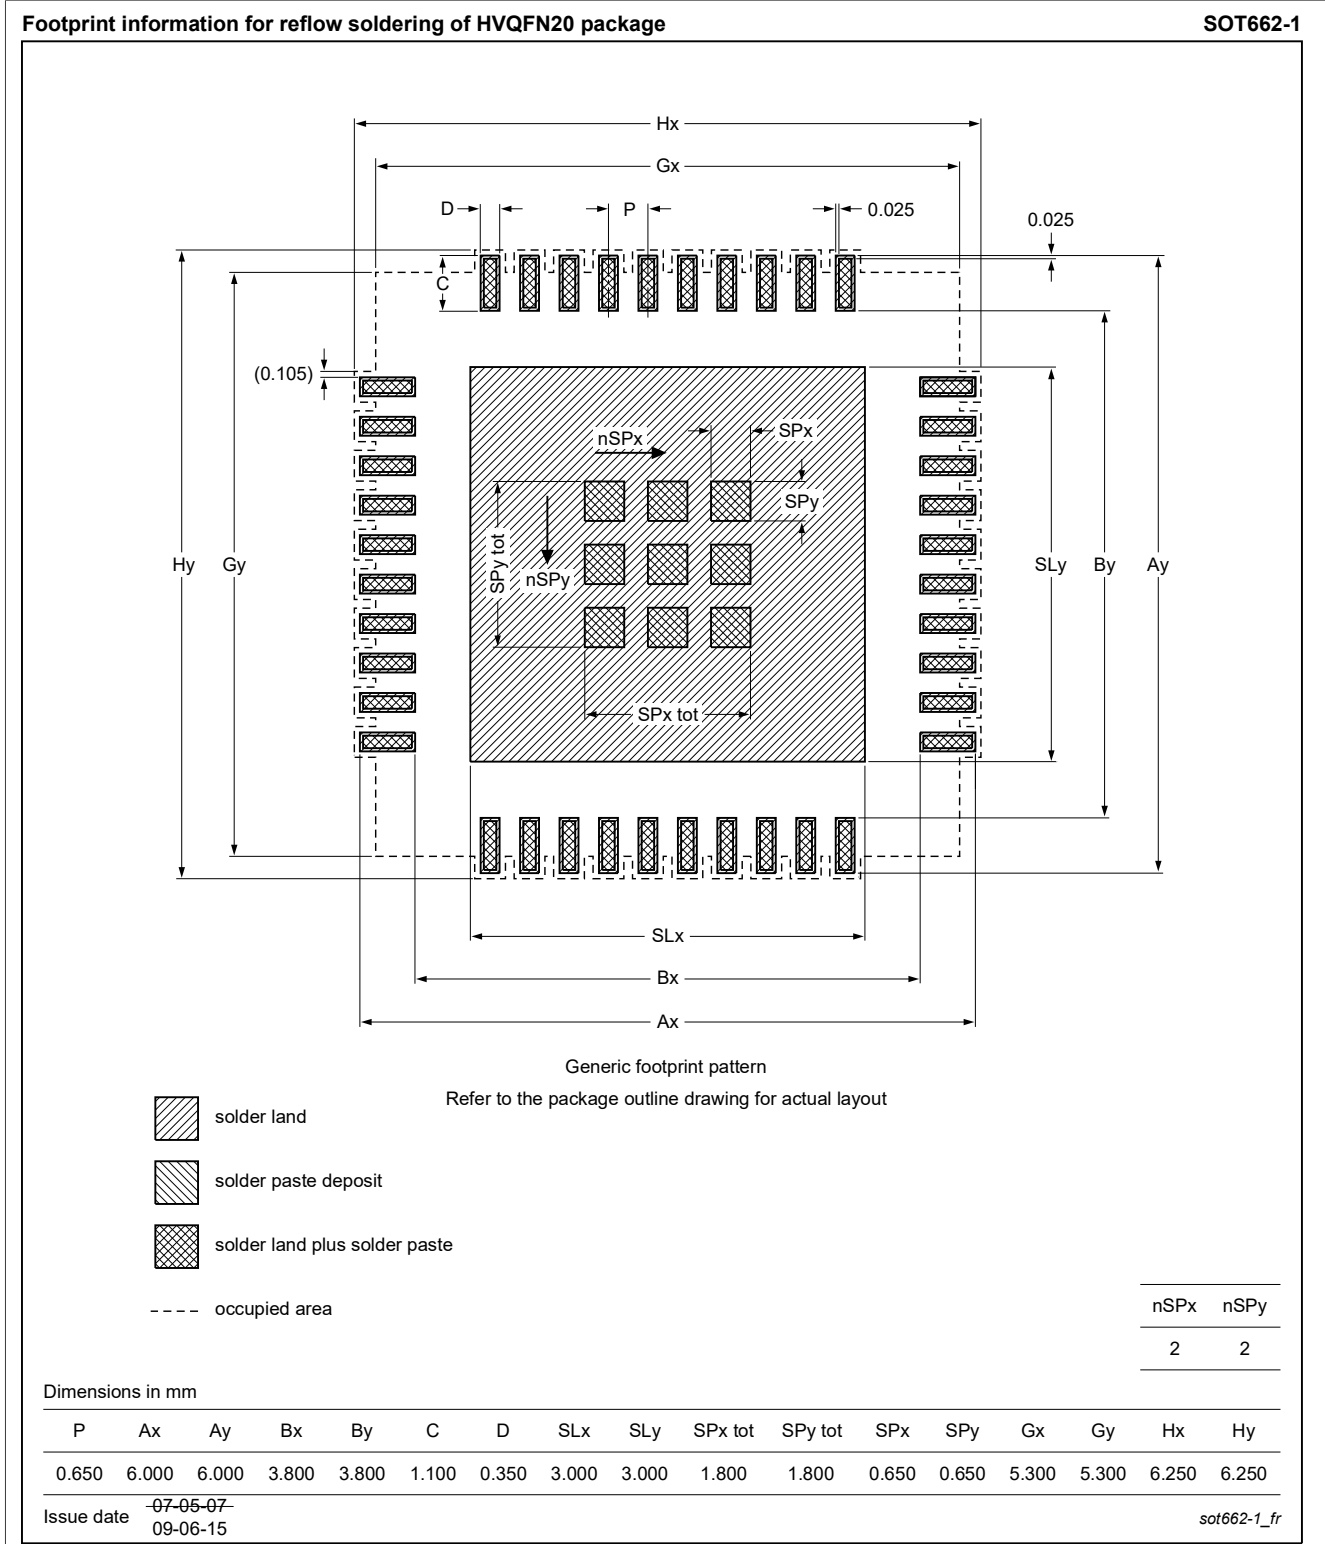 Footprint information for reflow soldering of HVQFN20 package SOT662-1
Hx
Gx
D P 0.025 0.025
C
(0.105)
nSPx SPx
SPy
SPy tot
nSPy
Hy Gy SLy By Ay
SPx tot
SLx
Bx
Ax
Generic footprint pattern
Refer to the package outline drawing for actual layout
solder land
solder paste deposit
solder land plus solder paste
occupied area
nSPx nSPy
2 2
Dimensions in mm
P Ax Ay Bx By C D SLx SLy SPx tot SPy tot SPx SPy Gx Gy Hx Hy
0.650 6.000 6.000 3.800 3.800 1.100 0.350 3.000 3.000 1.800 1.800 0.650 0.650 5.300 5.300 6.250 6.250
Issue date 07-05-07
09-06-15
sot662-1_fr